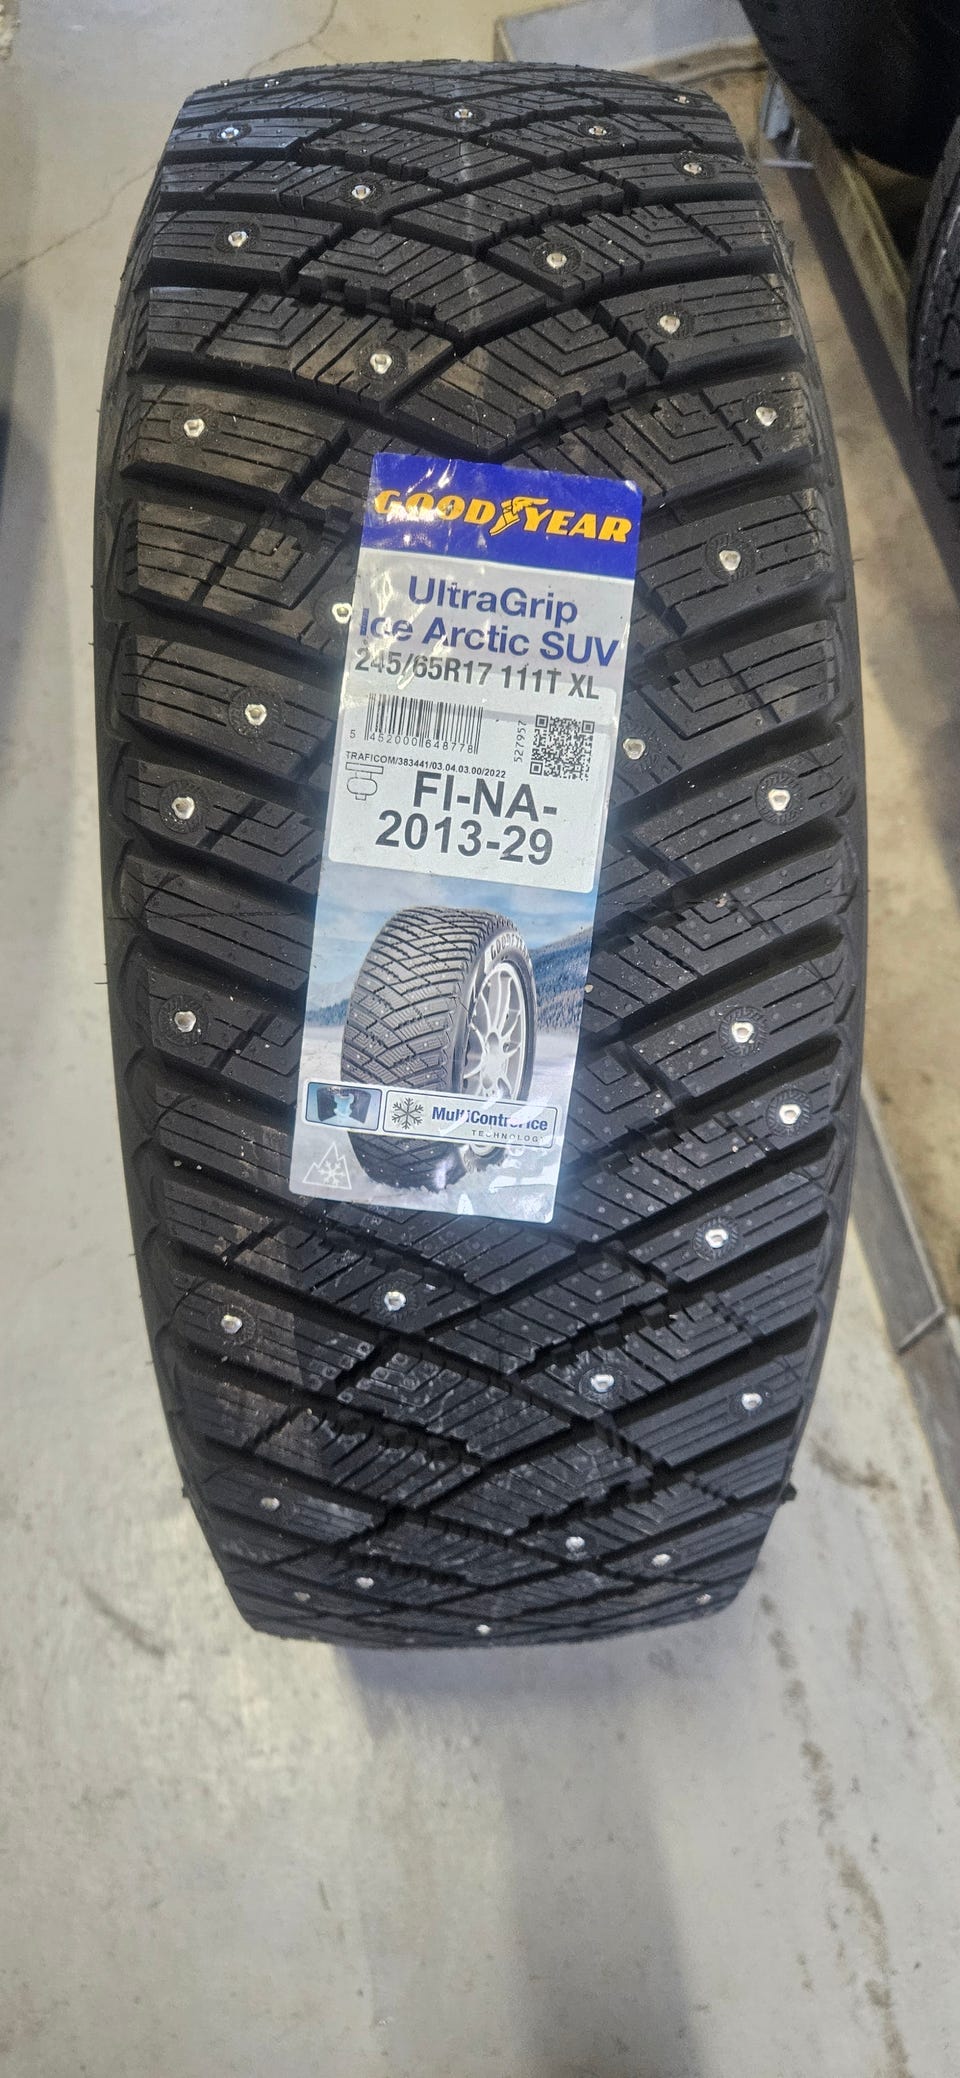 GOODYEAR
UltraGrip
Ice Arctic SUV
245/65R17 111T XL
5 452000 648778
527957
TRAFICOM/383441/03.04.03.00/2022
FI-NA-
2013-29
GOODYEAR
MultiControl Ice
TECHNOLOGY